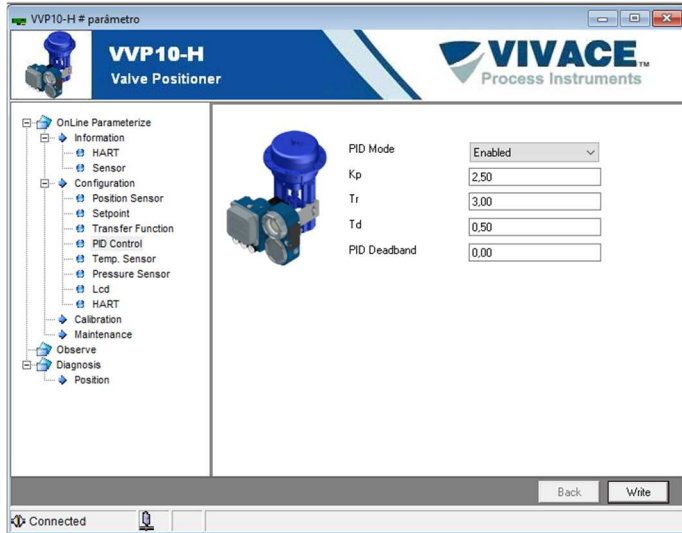 VVP10-H # parâmetro
VVP10-H
Valve Positioner
VIVACE™
Process Instruments
OnLine Parameterize
Information
HART
Sensor
Configuration
Position Sensor
Setpoint
Transfer Function
PID Control
Temp. Sensor
Pressure Sensor
Lcd
HART
Calibration
Maintenance
Observe
Diagnosis
Position
PID Mode Enabled
Kp 2,50
Tr 3,00
Td 0,50
PID Deadband 0,00
Back Write
Connected